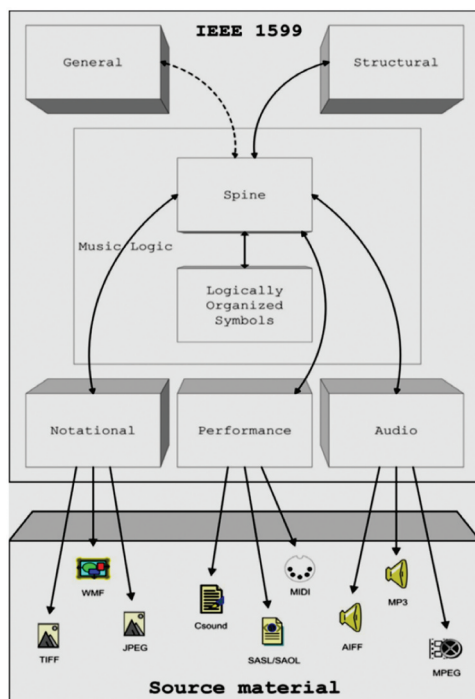 IEEE 1599
General
Structural
Spine
Music Logic
Logically
Organized
Symbols
Notational
Performance
Audio
WMF
MIDI
MP3
TIFF
JPEG
Csound
SASL/SAOL
AIFF
MPEG
Source material